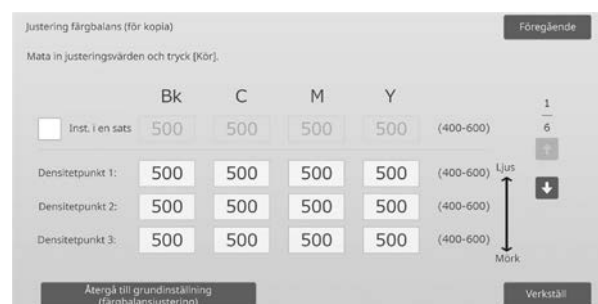 Justering färgbalans (för kopia)
Föregående
Mata in justeringsvärden och tryck [Kör].
Bk C M Y
1
6
Inst. i en sats 500 500 500 500 (400-600)
Ljus
Densitetpunkt 1: 500 500 500 500 (400-600)
Densitetpunkt 2: 500 500 500 500 (400-600)
Densitetpunkt 3: 500 500 500 500 (400-600)
Mörk
Återgå till grundinställning
(färgbalansjustering)
Verkställ